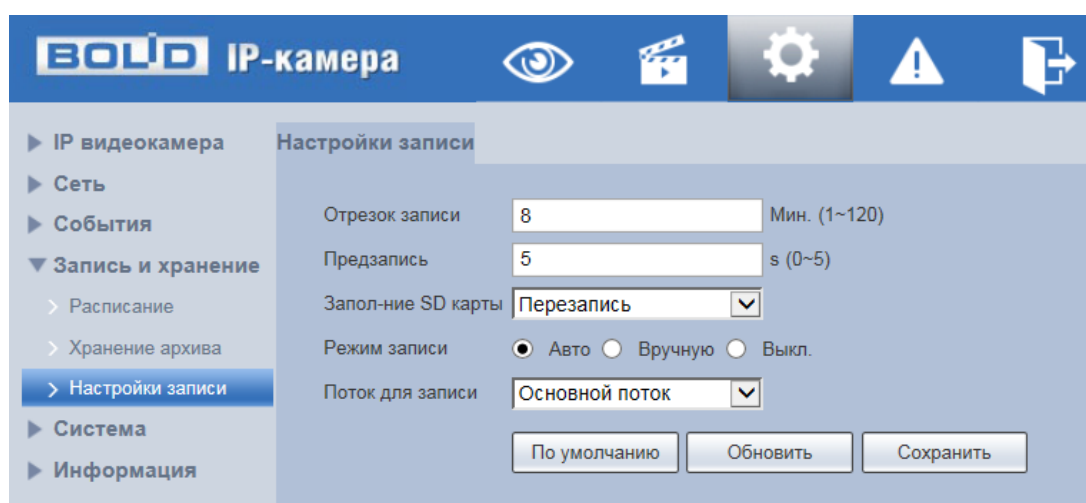 BOLID IP-камера
IP видеокамера
Сеть
События
Запись и хранение
Расписание
Хранение архива
Настройки записи
Система
Информация
Настройки записи
Отрезок записи 8 Мин. (1~120)
Предзапись 5 s (0~5)
Запол-ние SD карты Перезапись
Режим записи Авто Вручную Выкл.
Поток для записи Основной поток
По умолчанию Обновить Сохранить